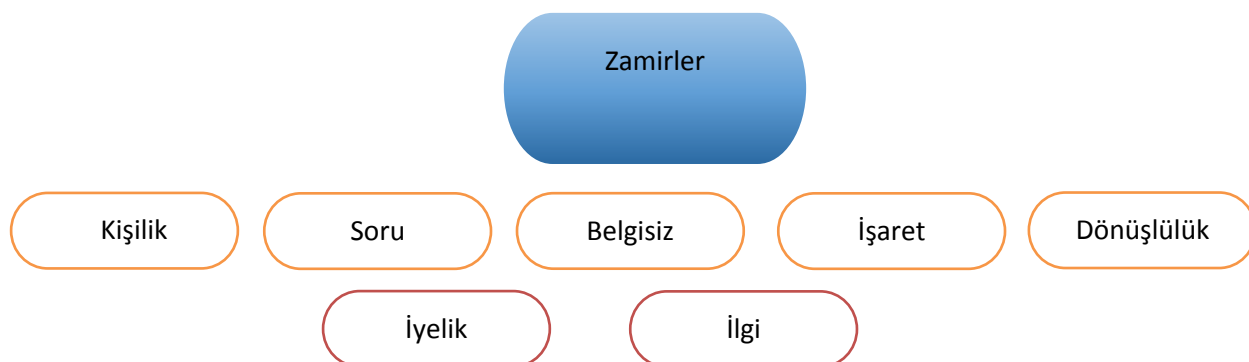 Zamirler
Kişilik
Soru
Belgisiz
İşaret
Dönüşlülük
İyelik
İlgi